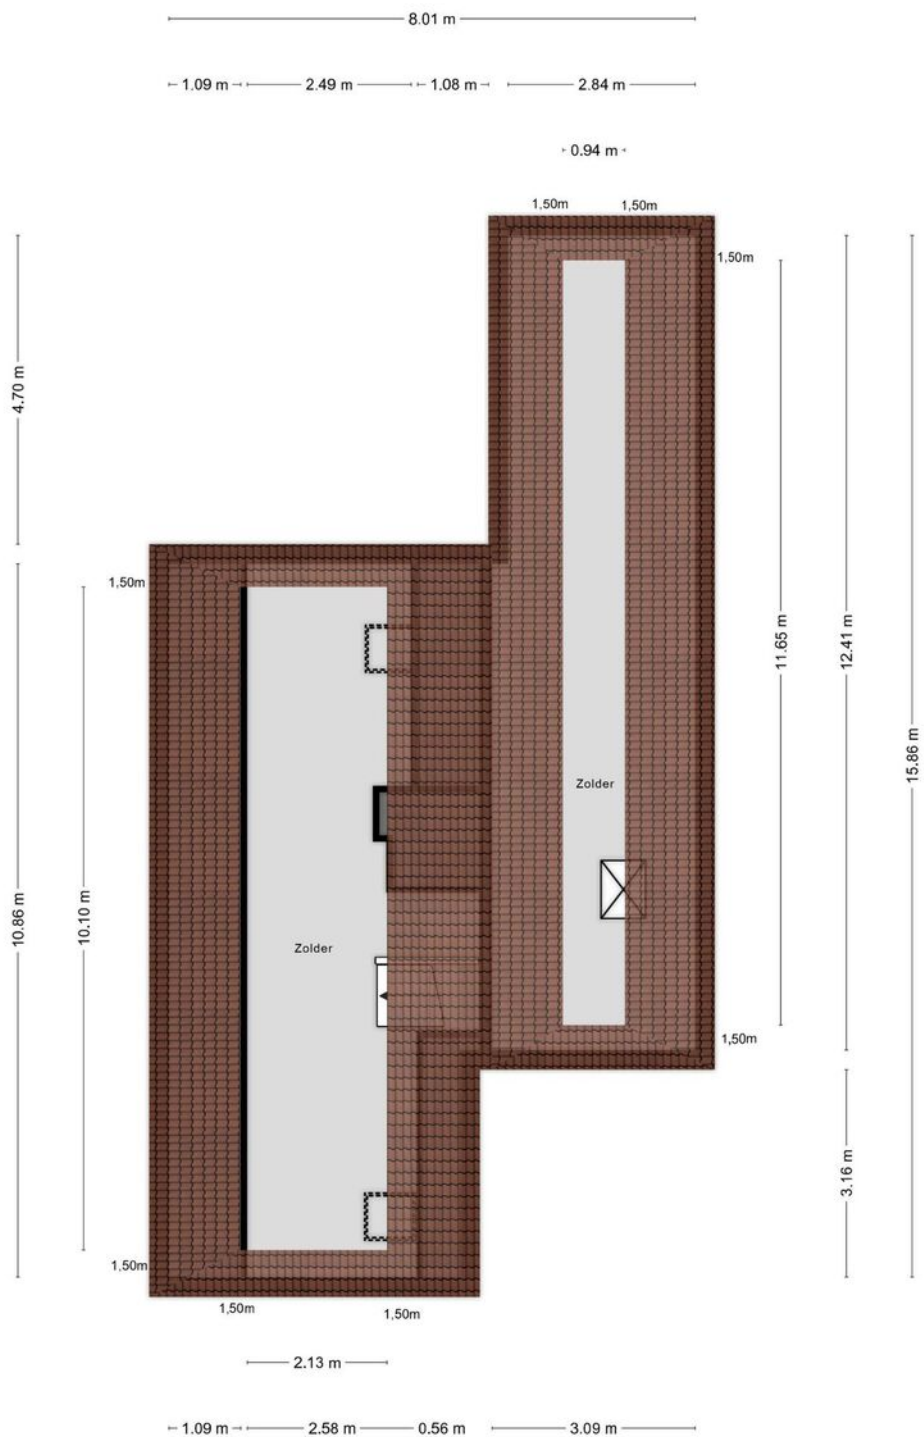 8.01 m
1.09 m
2.49 m
1.08 m
2.84 m
0.94 m
1,50m
1,50m
1,50m
4.70 m
1,50m
11.65 m
12.41 m
15.86 m
Zolder
10.86 m
10.10 m
Zolder
1,50m
3.16 m
1,50m
1,50m
1,50m
2.13 m
1.09 m
2.58 m
0.56 m
3.09 m